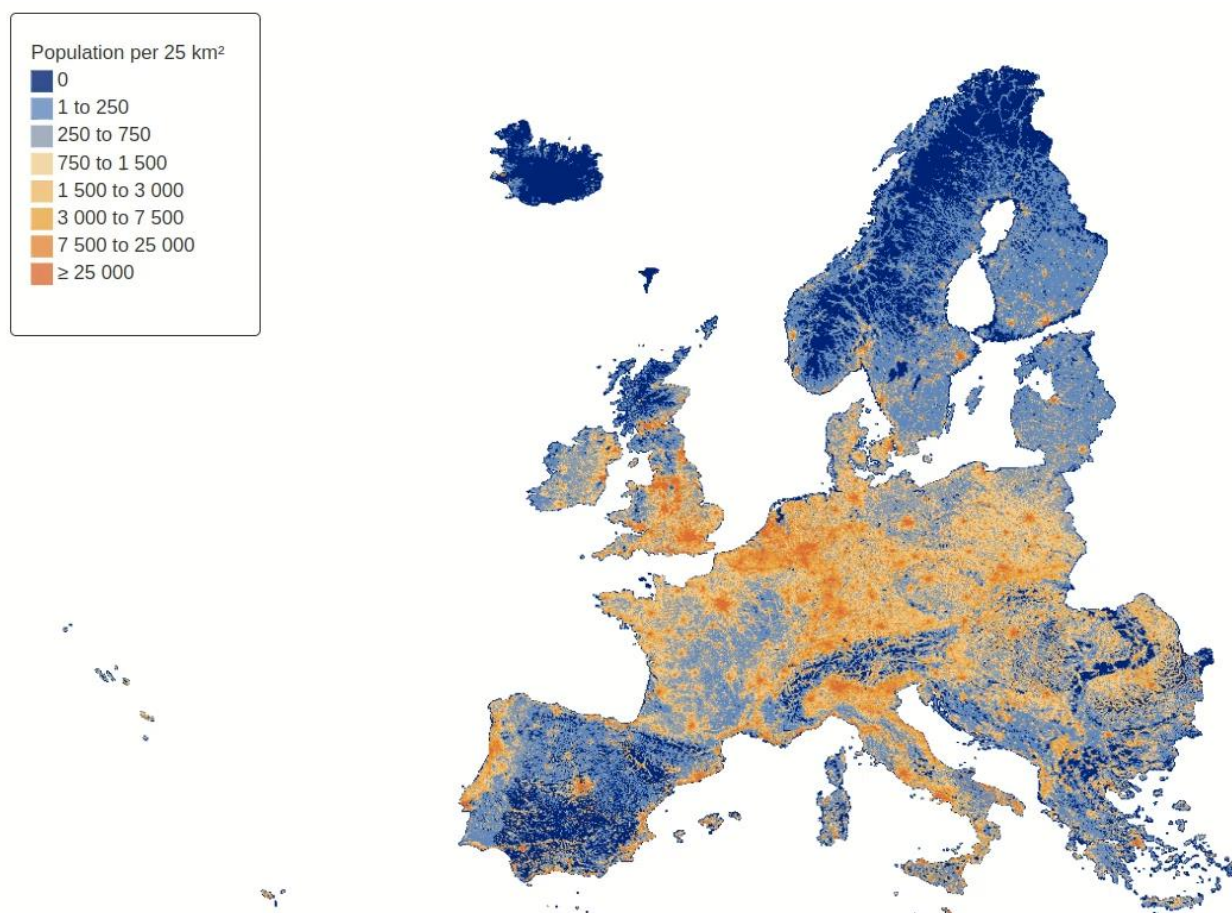 Population per 25 km²
0
1 to 250
250 to 750
750 to 1 500
1 500 to 3 000
3 000 to 7 500
7 500 to 25 000
≥ 25 000